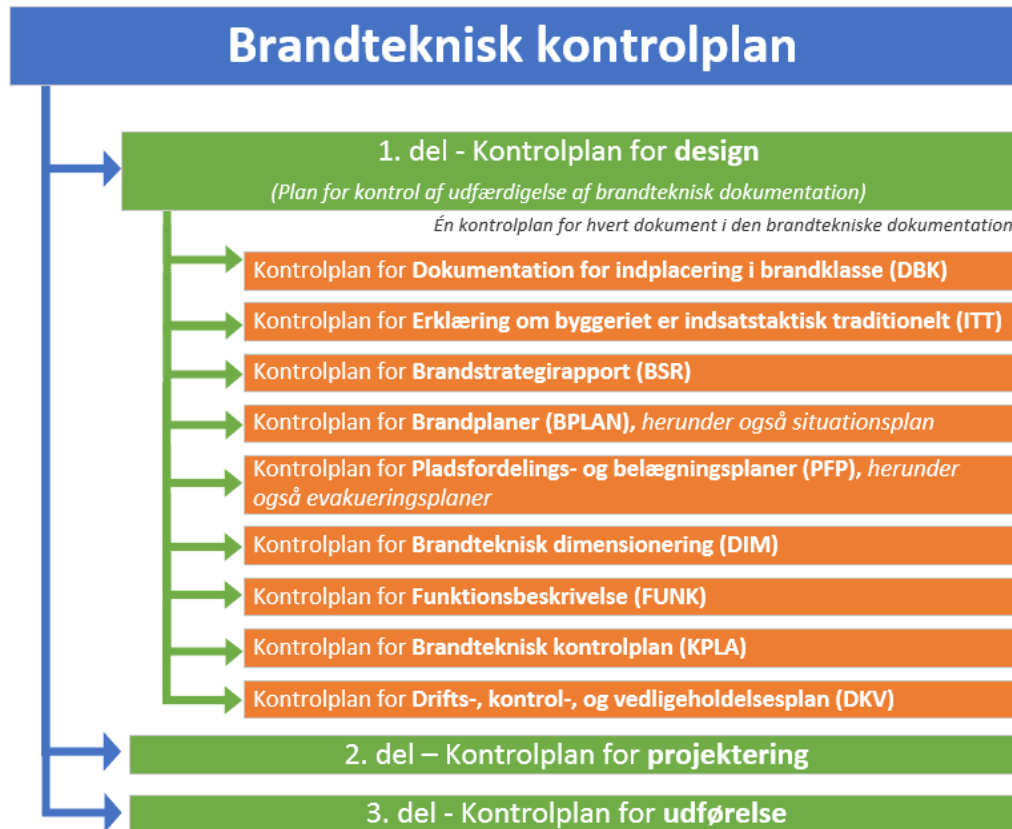 Brandteknisk kontrolplan
1. del - Kontrolplan for design
(Plan for kontrol af udfærdigelse af brandteknisk dokumentation)
Én kontrolplan for hvert dokument i den brandtekniske dokumentation
Kontrolplan for Dokumentation for indplacering i brandklasse (DBK)
Kontrolplan for Erklæring om byggeriet er indsatstaktisk traditionelt (ITT)
Kontrolplan for Brandstrategirapport (BSR)
Kontrolplan for Brandplaner (BPLAN), herunder også situationsplan
Kontrolplan for Pladsfordelings- og belægningsplaner (PFP), herunder
også evakueringsplaner
Kontrolplan for Brandteknisk dimensionering (DIM)
Kontrolplan for Funktionsbeskrivelse (FUNK)
Kontrolplan for Brandteknisk kontrolplan (KPLA)
Kontrolplan for Drifts-, kontrol-, og vedligeholdelsesplan (DKV)
2. del – Kontrolplan for projektering
3. del - Kontrolplan for udførelse